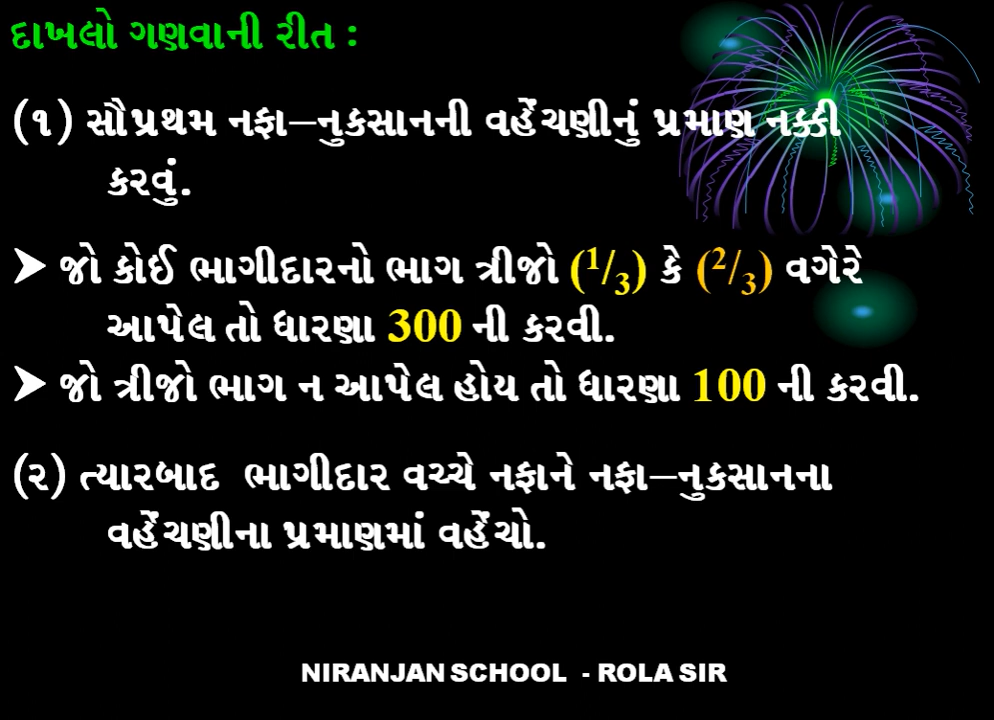 દાખલો ગણવાની રીત :
(૧) સૌપ્રથમ નફા–નુકસાનની વહેંચણીનું પ્રમાણ નક્કી
કરવું.
➤ જો કોઈ ભાગીદારનો ભાગ ત્રીજો (¹/₃) કે (²/₃) વગેરે
આપેલ તો ધારણા 300 ની કરવી.
➤ જો ત્રીજો ભાગ ન આપેલ હોય તો ધારણા 100 ની કરવી.
(૨) ત્યારબાદ ભાગીદાર વચ્ચે નફાને નફા–નુકસાનના
વહેંચણીના પ્રમાણમાં વહેંચો.
NIRANJAN SCHOOL - ROLA SIR